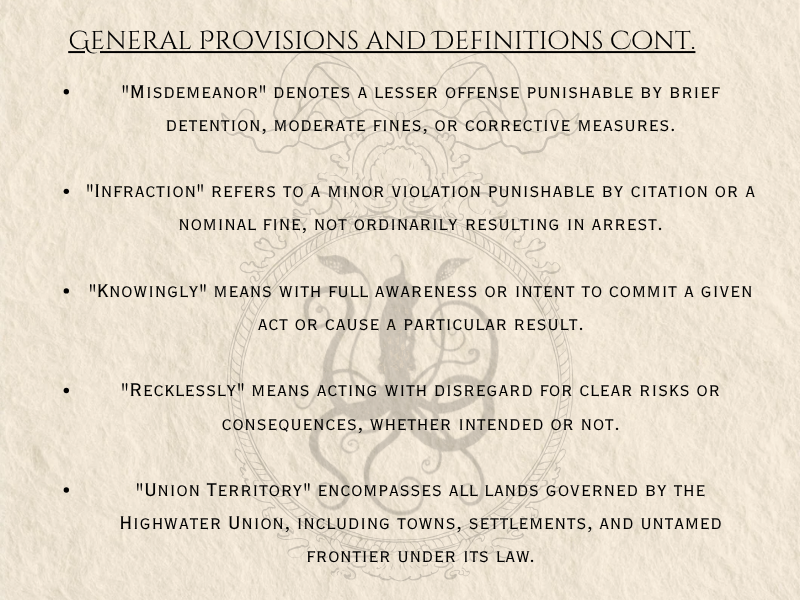 General Provisions and Definitions Cont.
• "Misdemeanor" denotes a lesser offense punishable by brief
detention, moderate fines, or corrective measures.
• "Infraction" refers to a minor violation punishable by citation or a
nominal fine, not ordinarily resulting in arrest.
• "Knowingly" means with full awareness or intent to commit a given
act or cause a particular result.
• "Recklessly" means acting with disregard for clear risks or
consequences, whether intended or not.
• "Union Territory" encompasses all lands governed by the
Highwater Union, including towns, settlements, and untamed
frontier under its law.